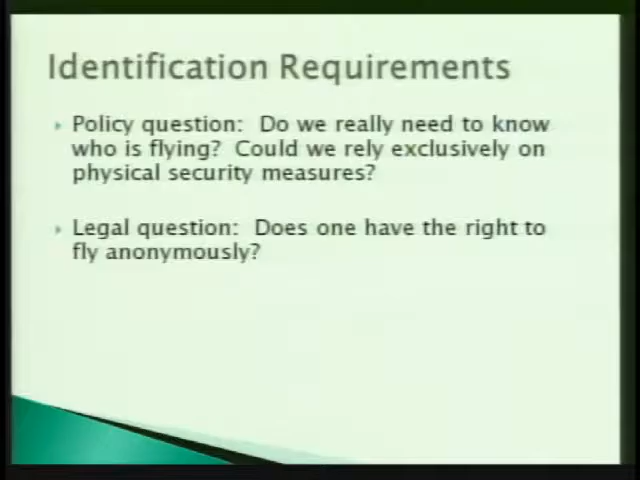 Identification Requirements
Policy question: Do we really need to know
who is flying? Could we rely exclusively on
physical security measures?
Legal question: Does one have the right to
fly anonymously?